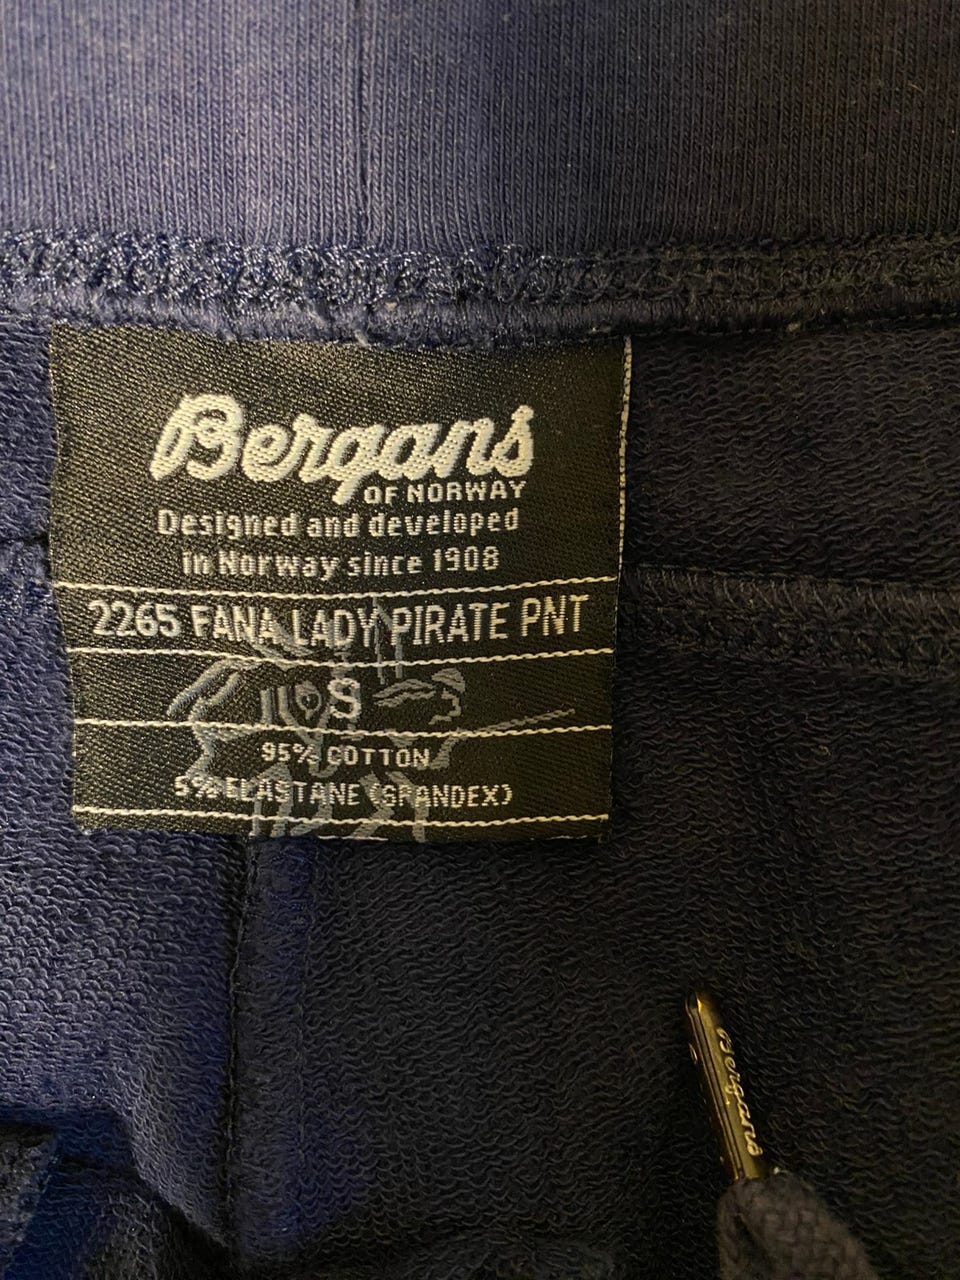 Bergans
OF NORWAY
Designed and developed
in Norway since 1908
2265 FANA LADY PIRATE PNT
S
95% COTTON
5% ELASTANE (SPANDEX)
Bergans